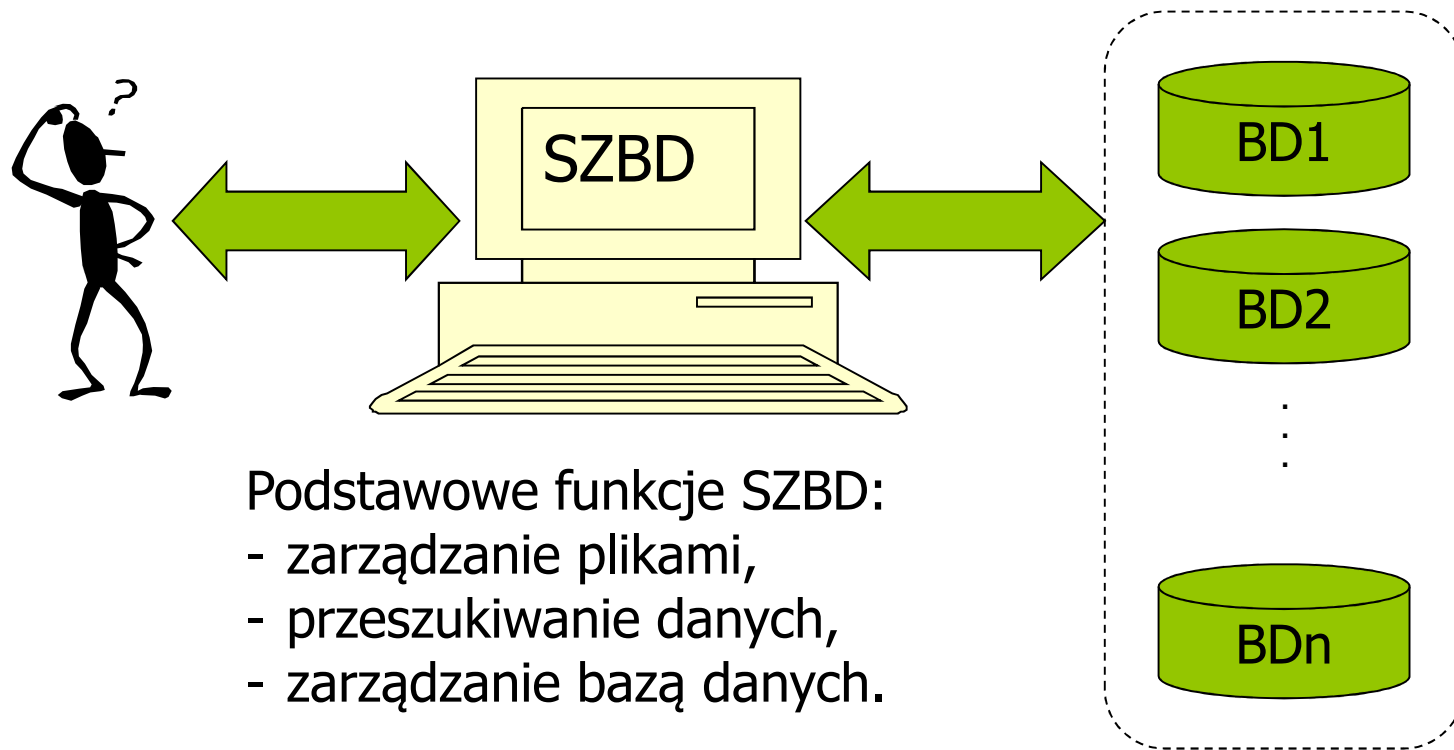 ?
SZBD
BD1
BD2
.
.
.
BDn
Podstawowe funkcje SZBD:
- zarządzanie plikami,
- przeszukiwanie danych,
- zarządzanie bazą danych.